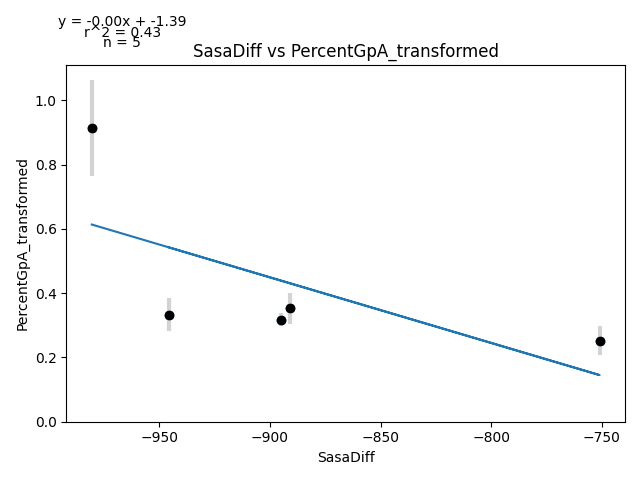 y = -0.00x + -1.39
r^2 = 0.43
n = 5
SasaDiff vs PercentGpA_transformed
PercentGpA_transformed
1.0
0.8
0.6
0.4
0.2
0.0
−950
−900
−850
−800
−750
SasaDiff